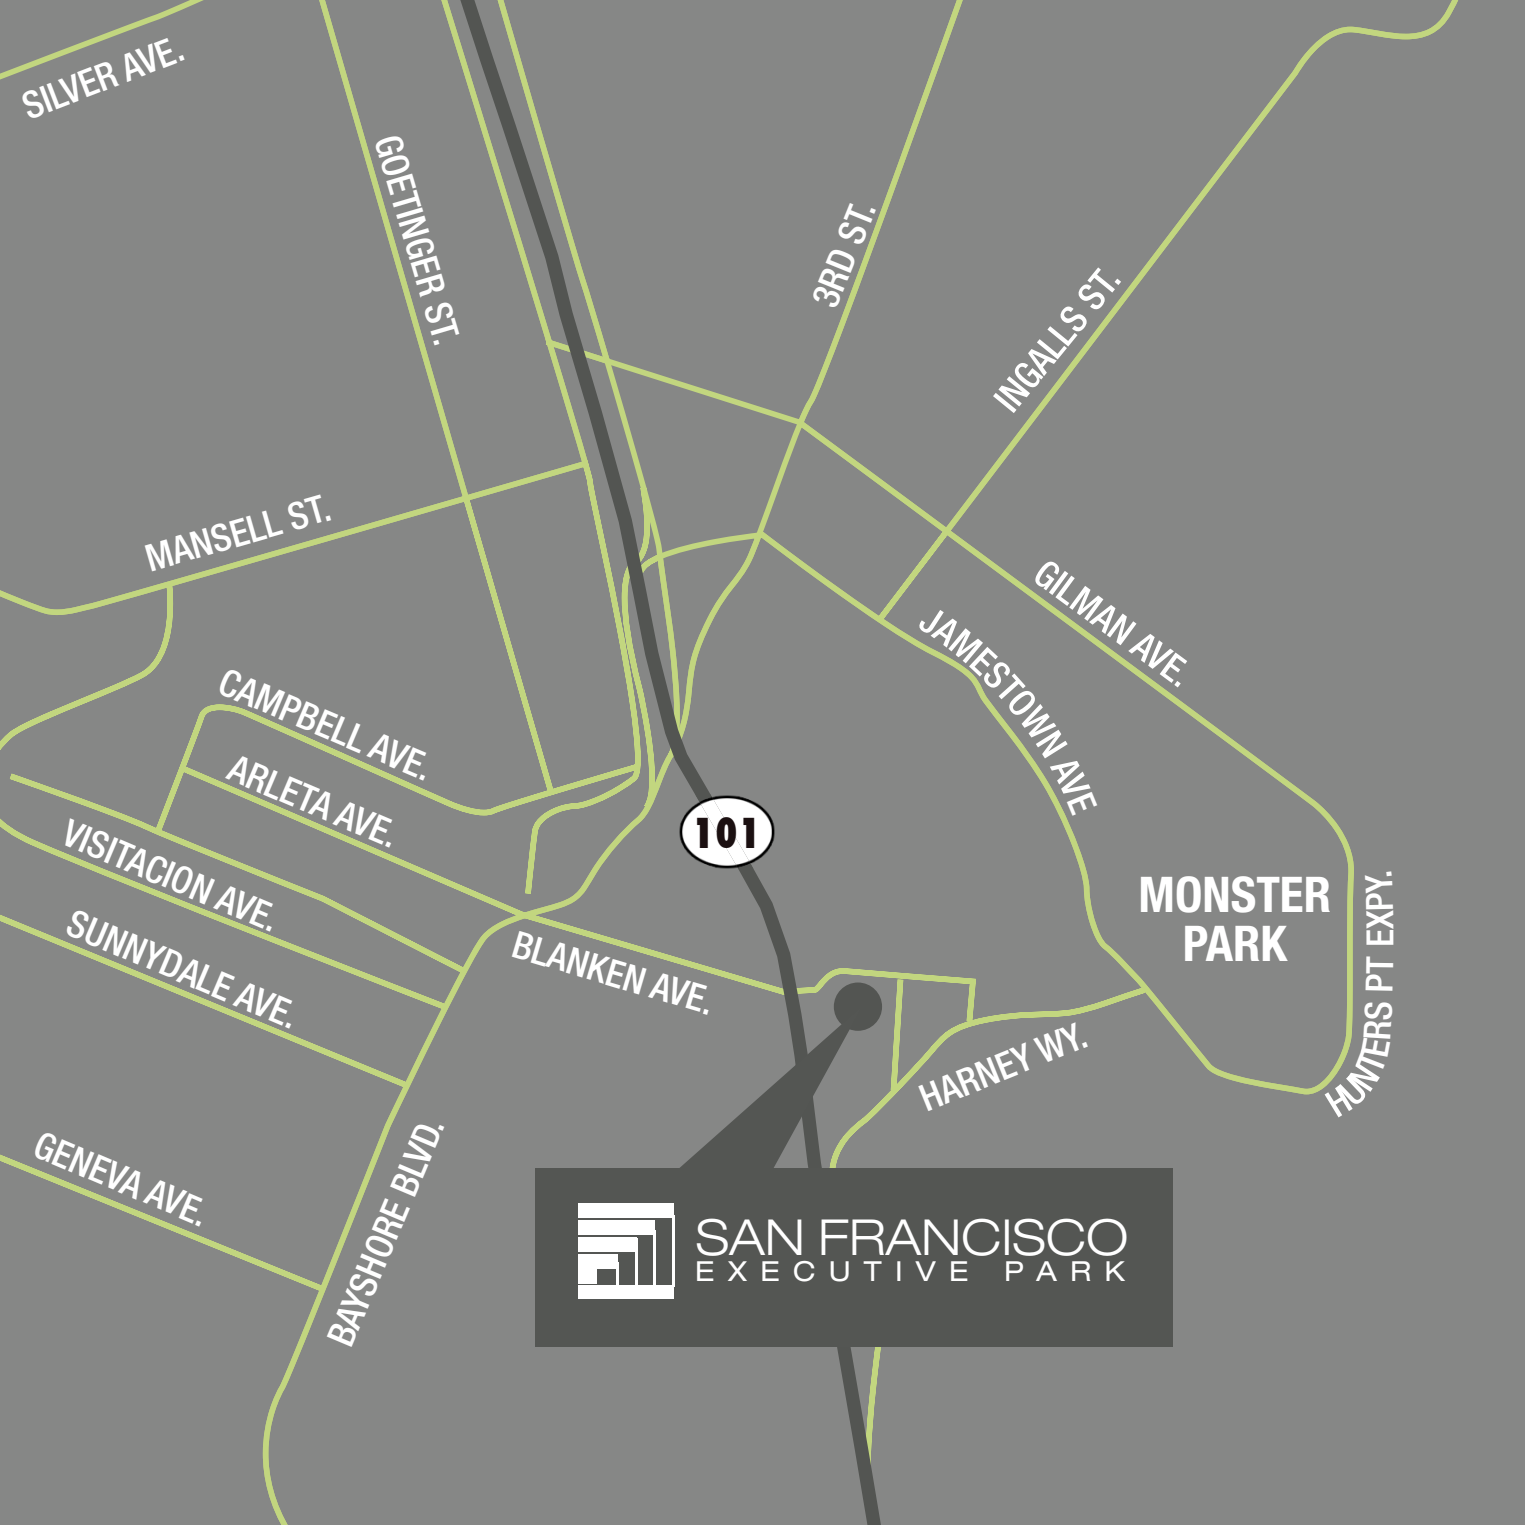 SILVER AVE.
GOETINGER ST.
3RD ST.
INGALLS ST.
MANSELL ST.
GILMAN AVE.
JAMESTOWN AVE
CAMPBELL AVE.
ARLETA AVE.
101
VISITACION AVE.
MONSTER
PARK
HUNTERS PT EXPY.
SUNNYDALE AVE.
BLANKEN AVE.
HARNEY WY.
GENEVA AVE.
BAYSHORE BLVD.
SAN FRANCISCO
EXECUTIVE PARK